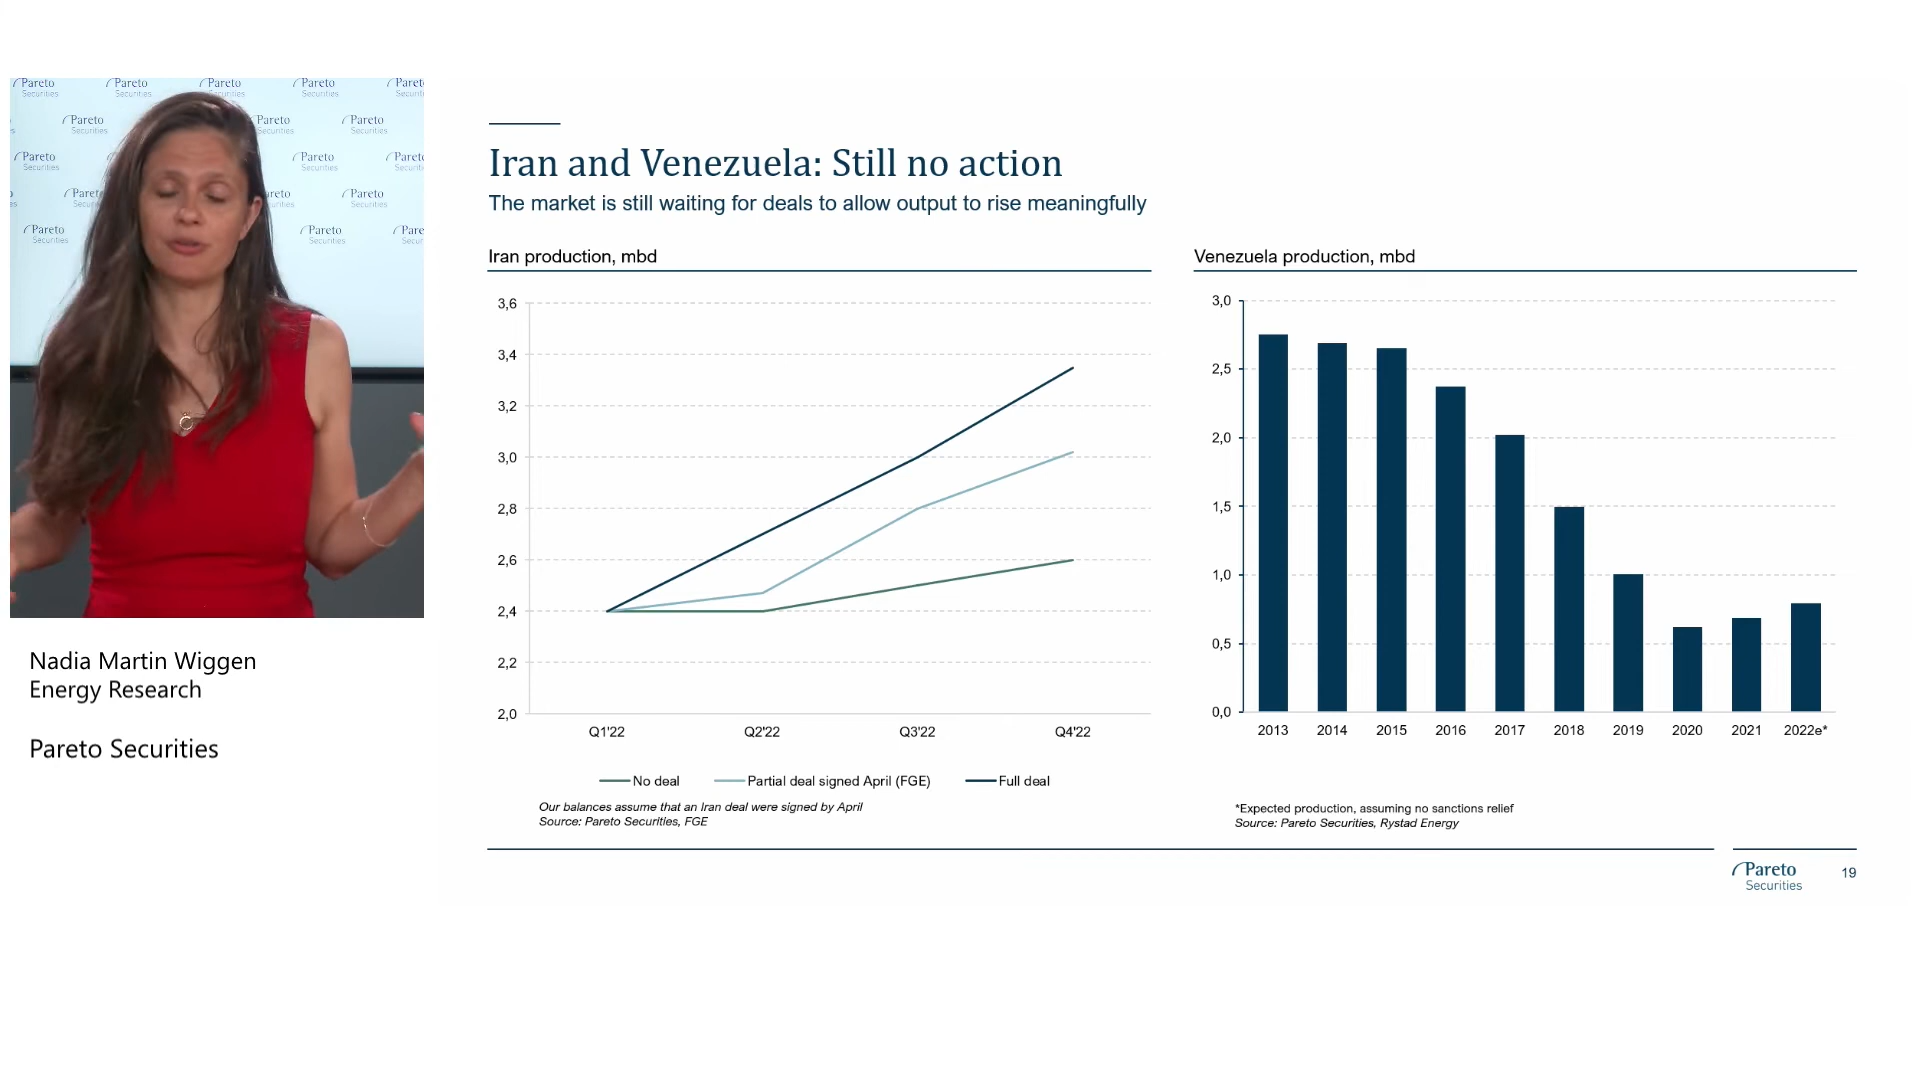 Pareto Securities
Iran and Venezuela: Still no action
The market is still waiting for deals to allow output to rise meaningfully
Iran production, mbd
3,6
3,4
3,2
3,0
2,8
2,6
2,4
2,2
2,0
Q1'22 Q2'22 Q3'22 Q4'22
No deal Partial deal signed April (FGE) Full deal
Our balances assume that an Iran deal were signed by April
Source: Pareto Securities, FGE
Venezuela production, mbd
3,0
2,5
2,0
1,5
1,0
0,5
0,0
2013 2014 2015 2016 2017 2018 2019 2020 2021 2022e*
*Expected production, assuming no sanctions relief
Source: Pareto Securities, Rystad Energy
Pareto
Securities
19
Nadia Martin Wiggen
Energy Research
Pareto Securities